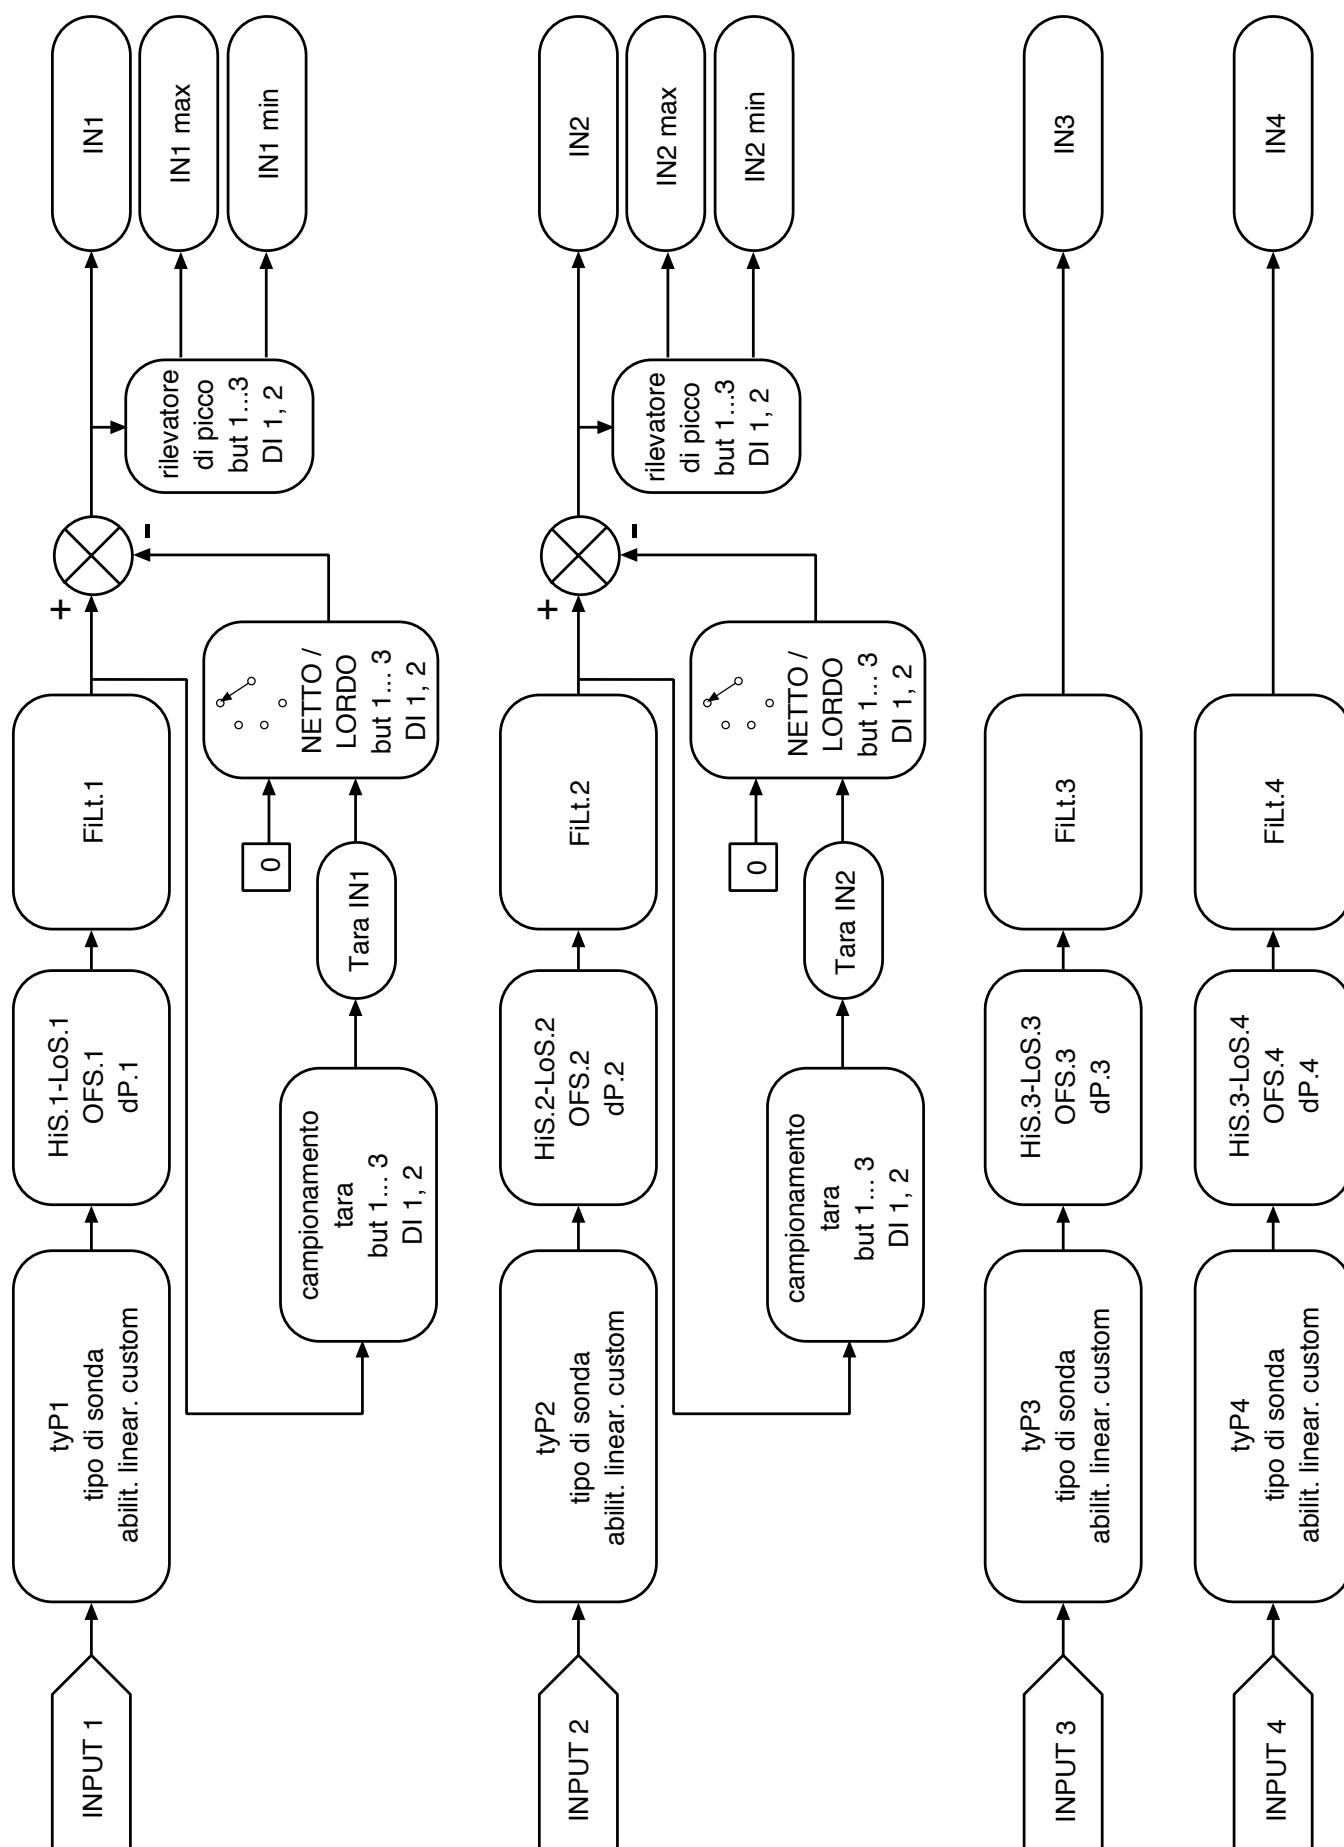 INPUT 1
tyP1
tipo di sonda
abilit. linear. custom
HiS.1-LoS.1
OFS.1
dP.1
FiLt.1
+
-
IN1
IN1 max
IN1 min
rilevatore
di picco
but 1...3
DI 1, 2
campionamento
tara
but 1... 3
DI 1, 2
Tara IN1
0
NETTO /
LORDO
but 1... 3
DI 1, 2
INPUT 2
tyP2
tipo di sonda
abilit. linear. custom
HiS.2-LoS.2
OFS.2
dP.2
FiLt.2
+
-
IN2
IN2 max
IN2 min
rilevatore
di picco
but 1...3
DI 1, 2
campionamento
tara
but 1... 3
DI 1, 2
Tara IN2
0
NETTO /
LORDO
but 1... 3
DI 1, 2
INPUT 3
tyP3
tipo di sonda
abilit. linear. custom
HiS.3-LoS.3
OFS.3
dP.3
FiLt.3
IN3
INPUT 4
tyP4
tipo di sonda
abilit. linear. custom
HiS.3-LoS.4
OFS.4
dP.4
FiLt.4
IN4